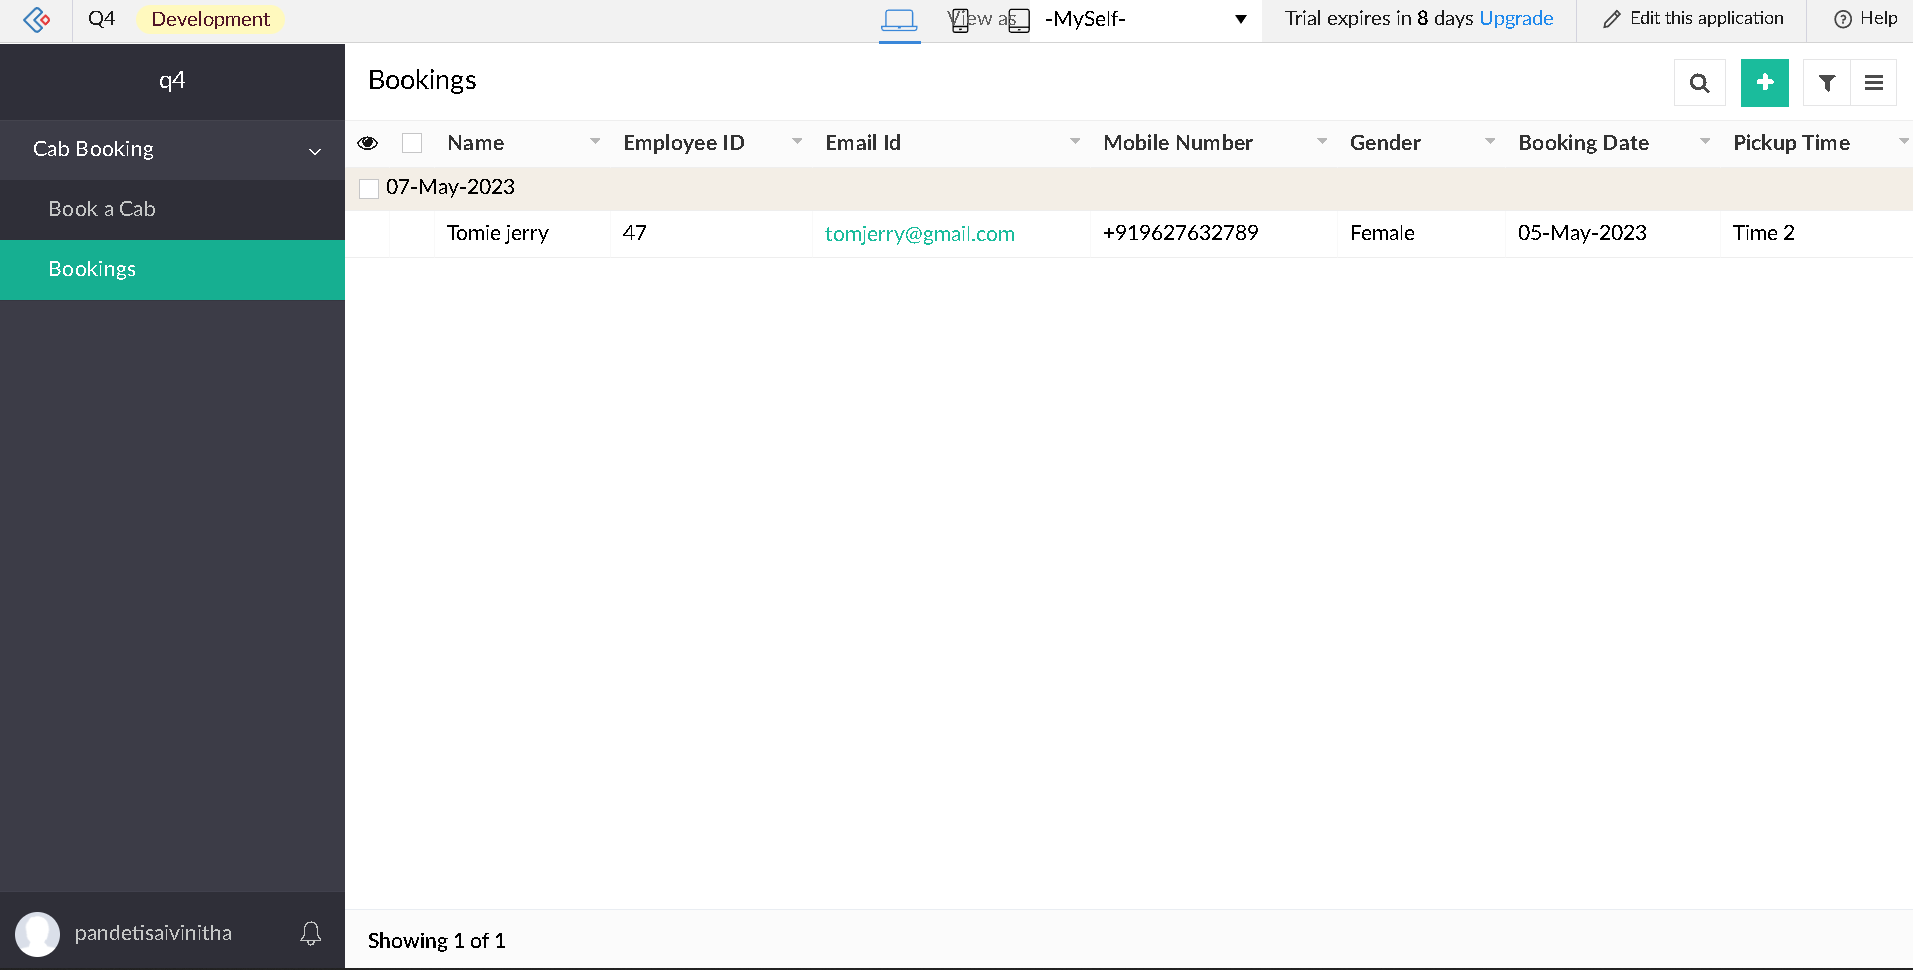 Q4 Development View as -MySelf- Trial expires in 8 days Upgrade Edit this application Help
q4
Bookings
Cab Booking
Book a Cab
Bookings
Name Employee ID Email Id Mobile Number Gender Booking Date Pickup Time
07-May-2023
Tomie jerry 47 tomjerry@gmail.com +919627632789 Female 05-May-2023 Time 2
pandetisaivinitha
Showing 1 of 1